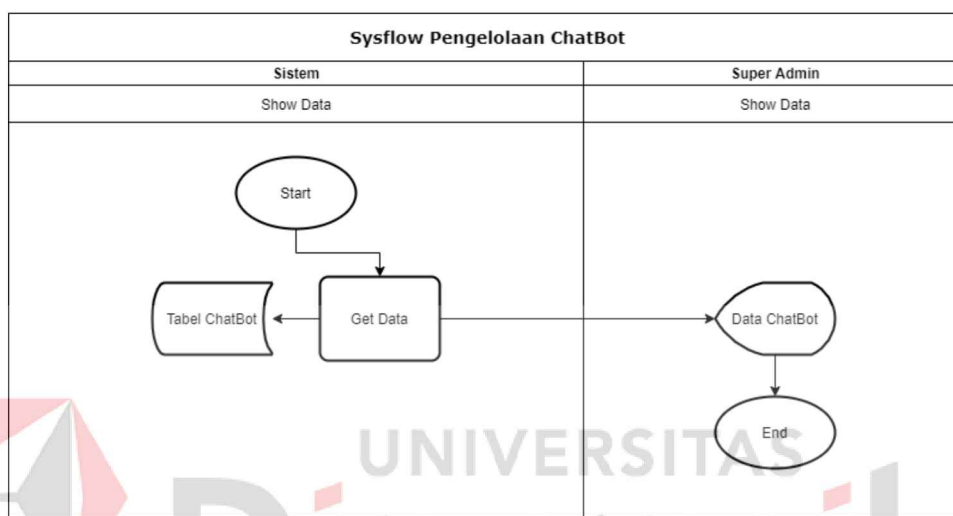 Sysflow Pengelolaan ChatBot
Sistem
Super Admin
Show Data
Show Data
Start
Tabel ChatBot
Get Data
Data ChatBot
End
UNIVERSITAS